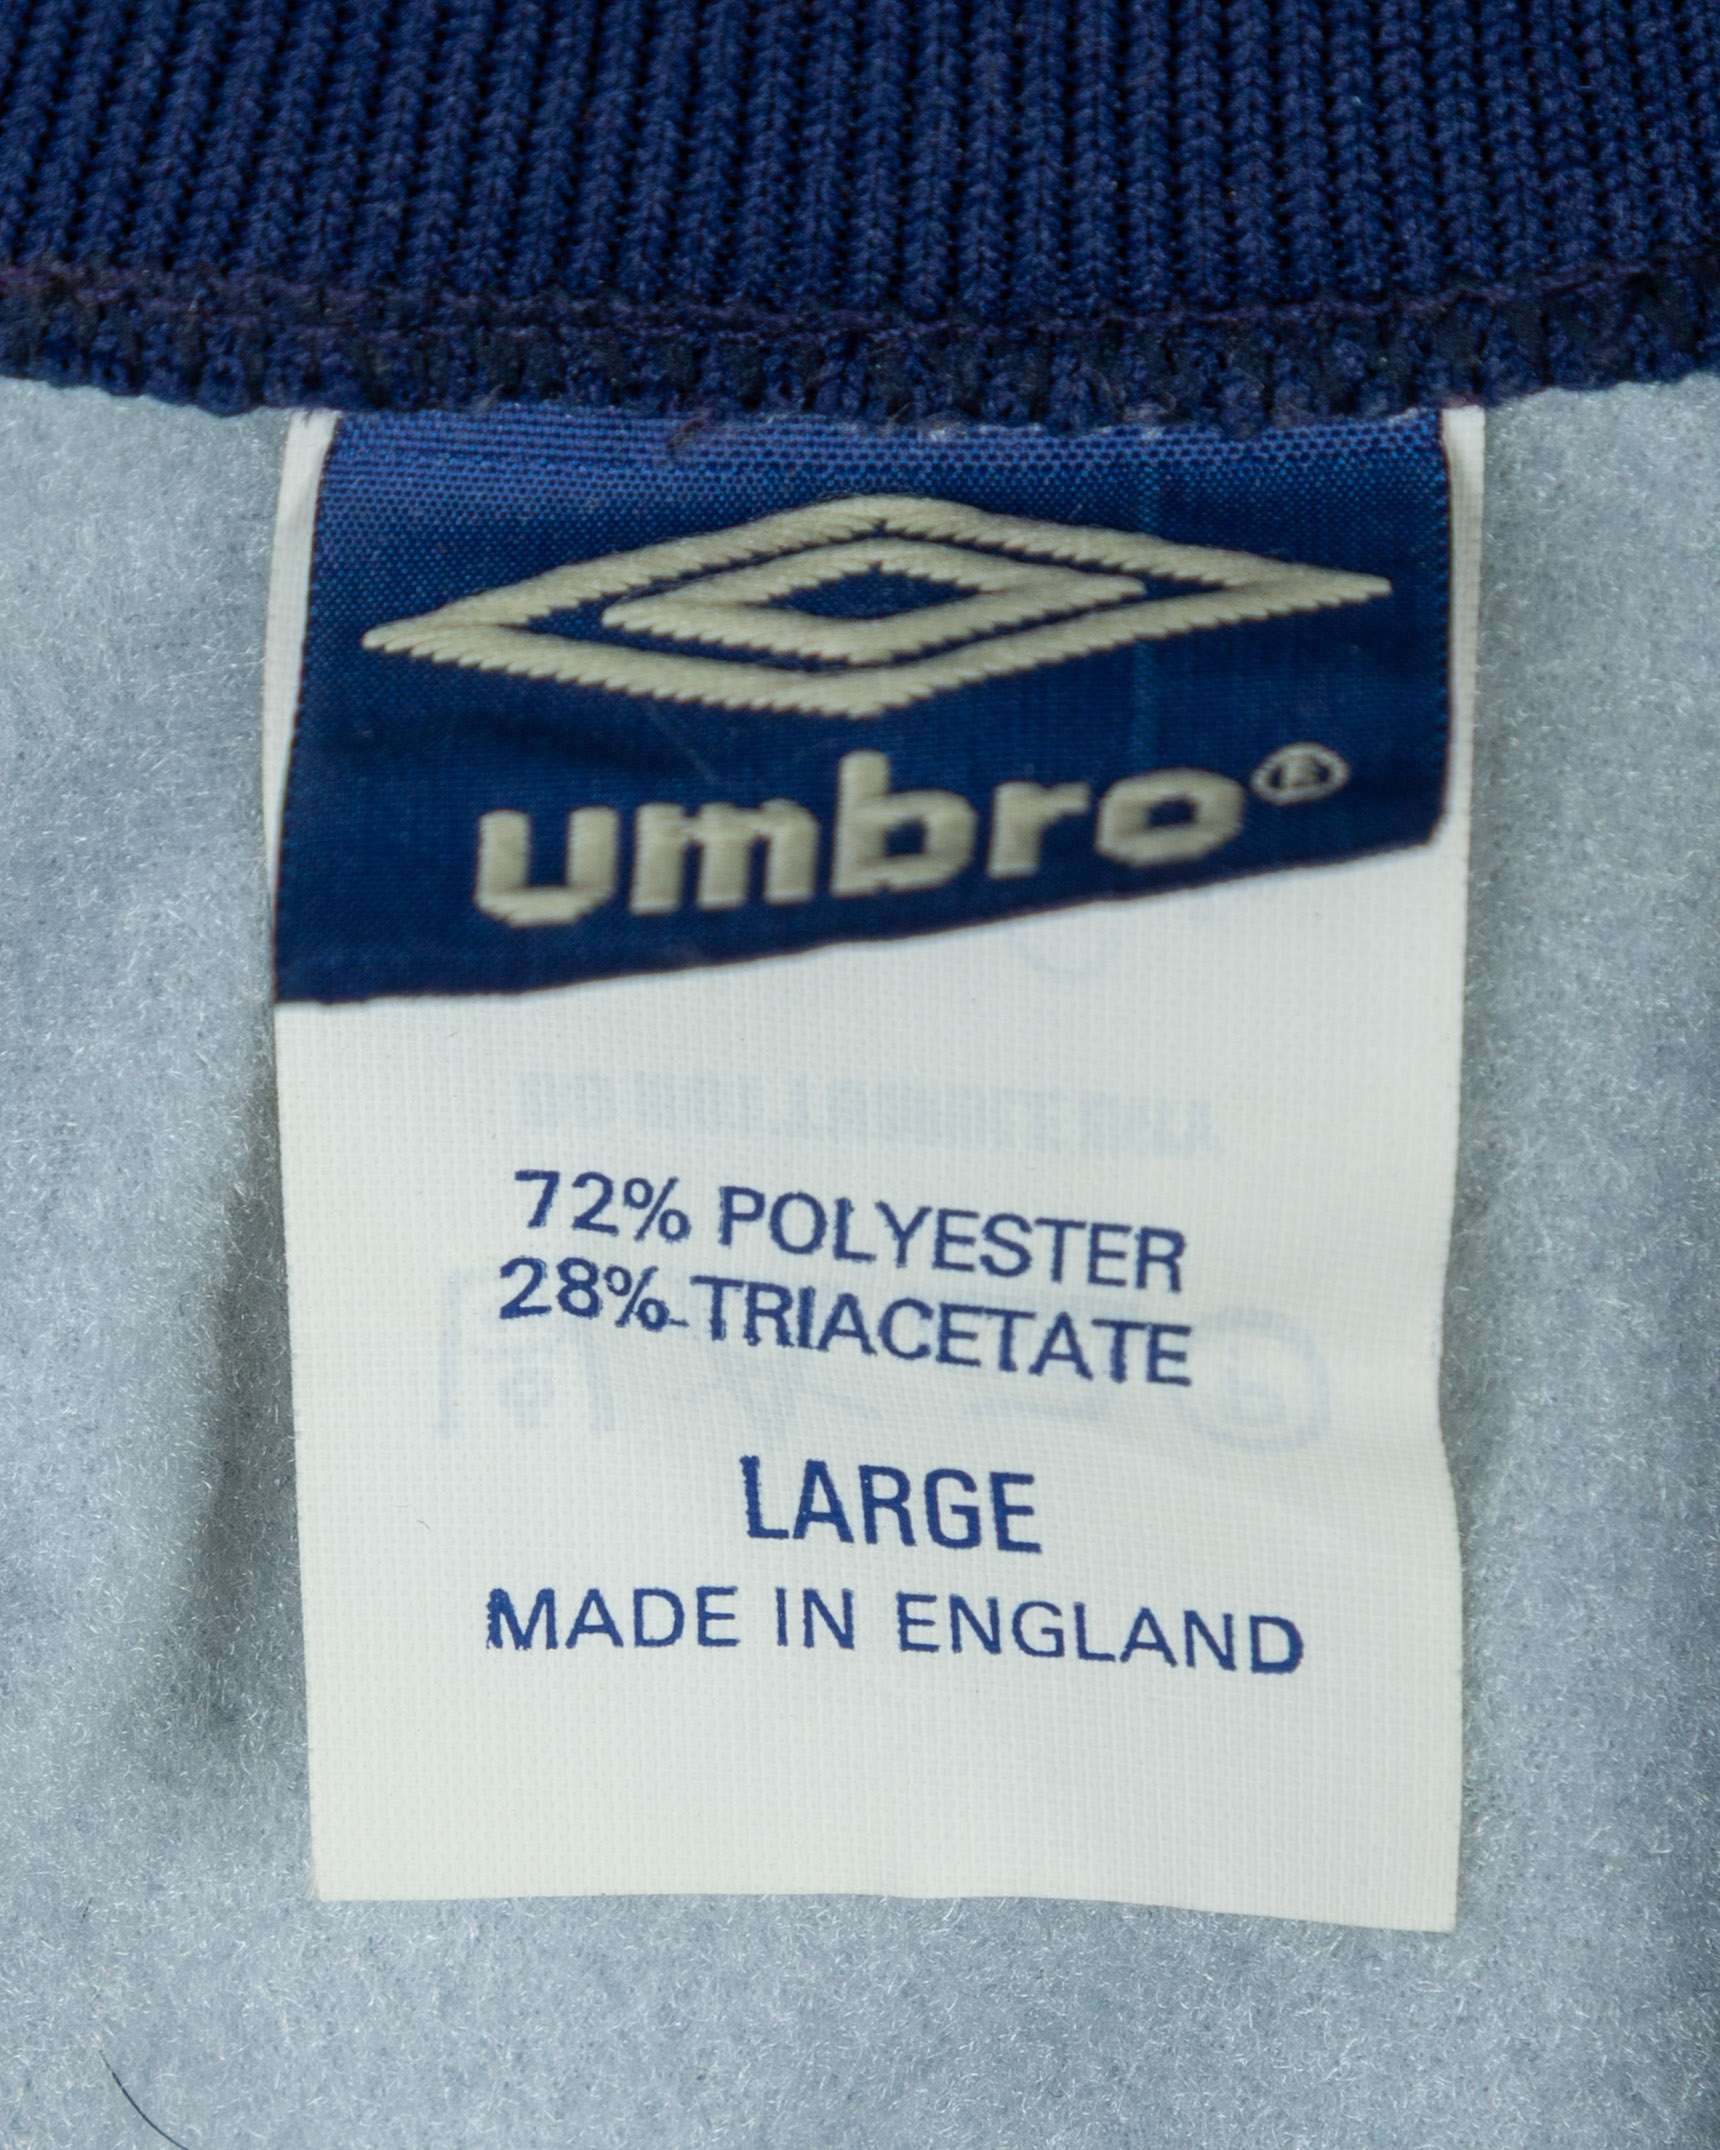 umbro®
72% POLYESTER
28% TRIACETATE
LARGE
MADE IN ENGLAND